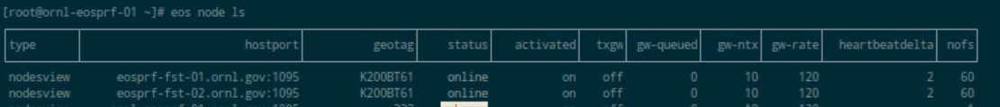 [root@ornl-eosprf-01 ~]# eos node ls
type hostport geotag status activated txgw gw-queued gw-ntx gw-rate heartbeatdelta nofs
nodesview eosprf-fst-01.ornl.gov:1095 K200BT61 online on off 0 10 120 2 60
nodesview eosprf-fst-02.ornl.gov:1095 K200BT61 online on off 0 10 120 2 60